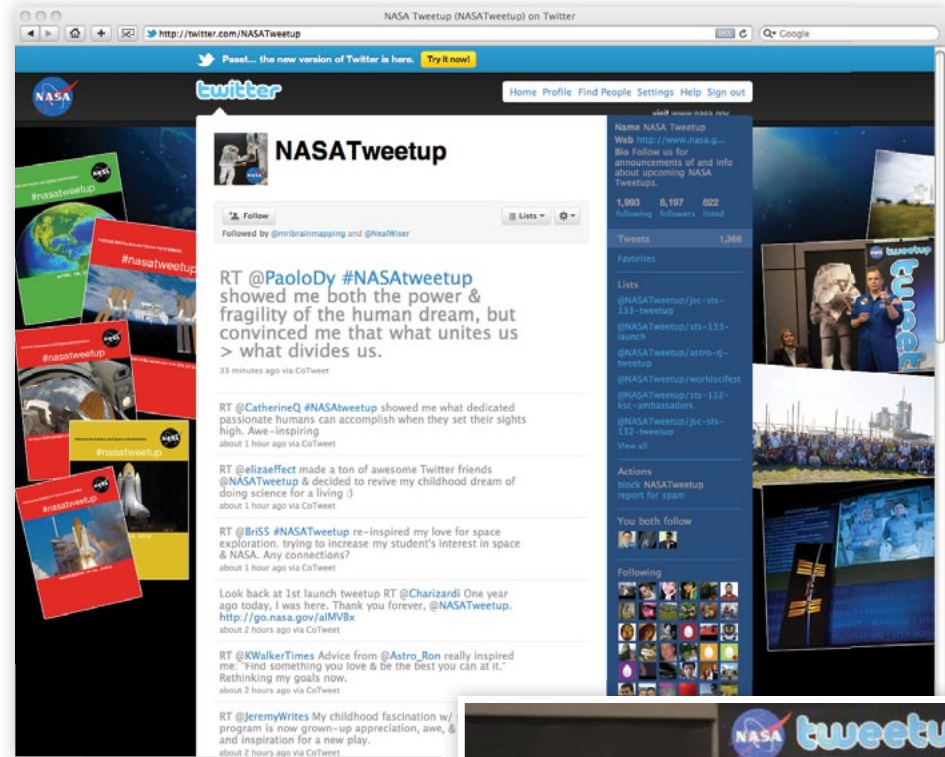 NASA Tweetup (NASATweetup) on Twitter
http://twitter.com/NASATweetup
RSS
Google
Pssst... the new version of Twitter is here. Try it now!
NASA
twitter
Home Profile Find People Settings Help Sign out
visit www.nasa.gov
NASATweetup
Follow
Lists
Followed by @mribrainmapping and @NealWiser
RT @PaoloDy #NASAtweetup
showed me both the power &
fragility of the human dream, but
convinced me that what unites us
> what divides us.
33 minutes ago via CoTweet
RT @CatherineQ #NASAtweetup showed me what dedicated
passionate humans can accomplish when they set their sights
high. Awe-inspiring
about 1 hour ago via CoTweet
RT @elizaeffect made a ton of awesome Twitter friends
@NASATweetup & decided to revive my childhood dream of
doing science for a living :)
about 1 hour ago via CoTweet
RT @BriSS #NASATweetup re-inspired my love for space
exploration. trying to increase my student's interest in space
& NASA. Any connections?
about 1 hour ago via CoTweet
Look back at 1st launch tweetup RT @Charizardi One year
ago today, I was here. Thank you forever, @NASATweetup.
http://go.nasa.gov/alMVBx
about 2 hours ago via CoTweet
RT @KWalkerTimes Advice from @Astro_Ron really inspired
me: "Find something you love & be the best you can at it."
Rethinking my goals now.
about 2 hours ago via CoTweet
RT @JeremyWrites My childhood fascination w/
program is now grown-up appreciation, awe, &
and inspiration for a new play.
about 2 hours ago via CoTweet
Name NASA Tweetup
Web http://www.nasa.g...
Bio Follow us for
announcements of and info
about upcoming NASA
Tweetups.
1,993 8,197 822
following followers listed
Tweets
Favorites
Lists
@NASATweetup/jsc-sts-
133-tweetup
@NASATweetup/sts-133-
launch
@NASATweetup/astro-tj-
tweetup
@NASATweetup/worldscifest
@NASATweetup/sts-132-
ksc-ambassadors
@NASATweetup/jsc-sts-
132-tweetup
View all
Actions
block NASATweetup
report for spam
You both follow
Following
#nasatweetup
#nasatweetup
#nasatweetup
#nasatweetup
#nasatweetup
tweetup
NASA tweetu